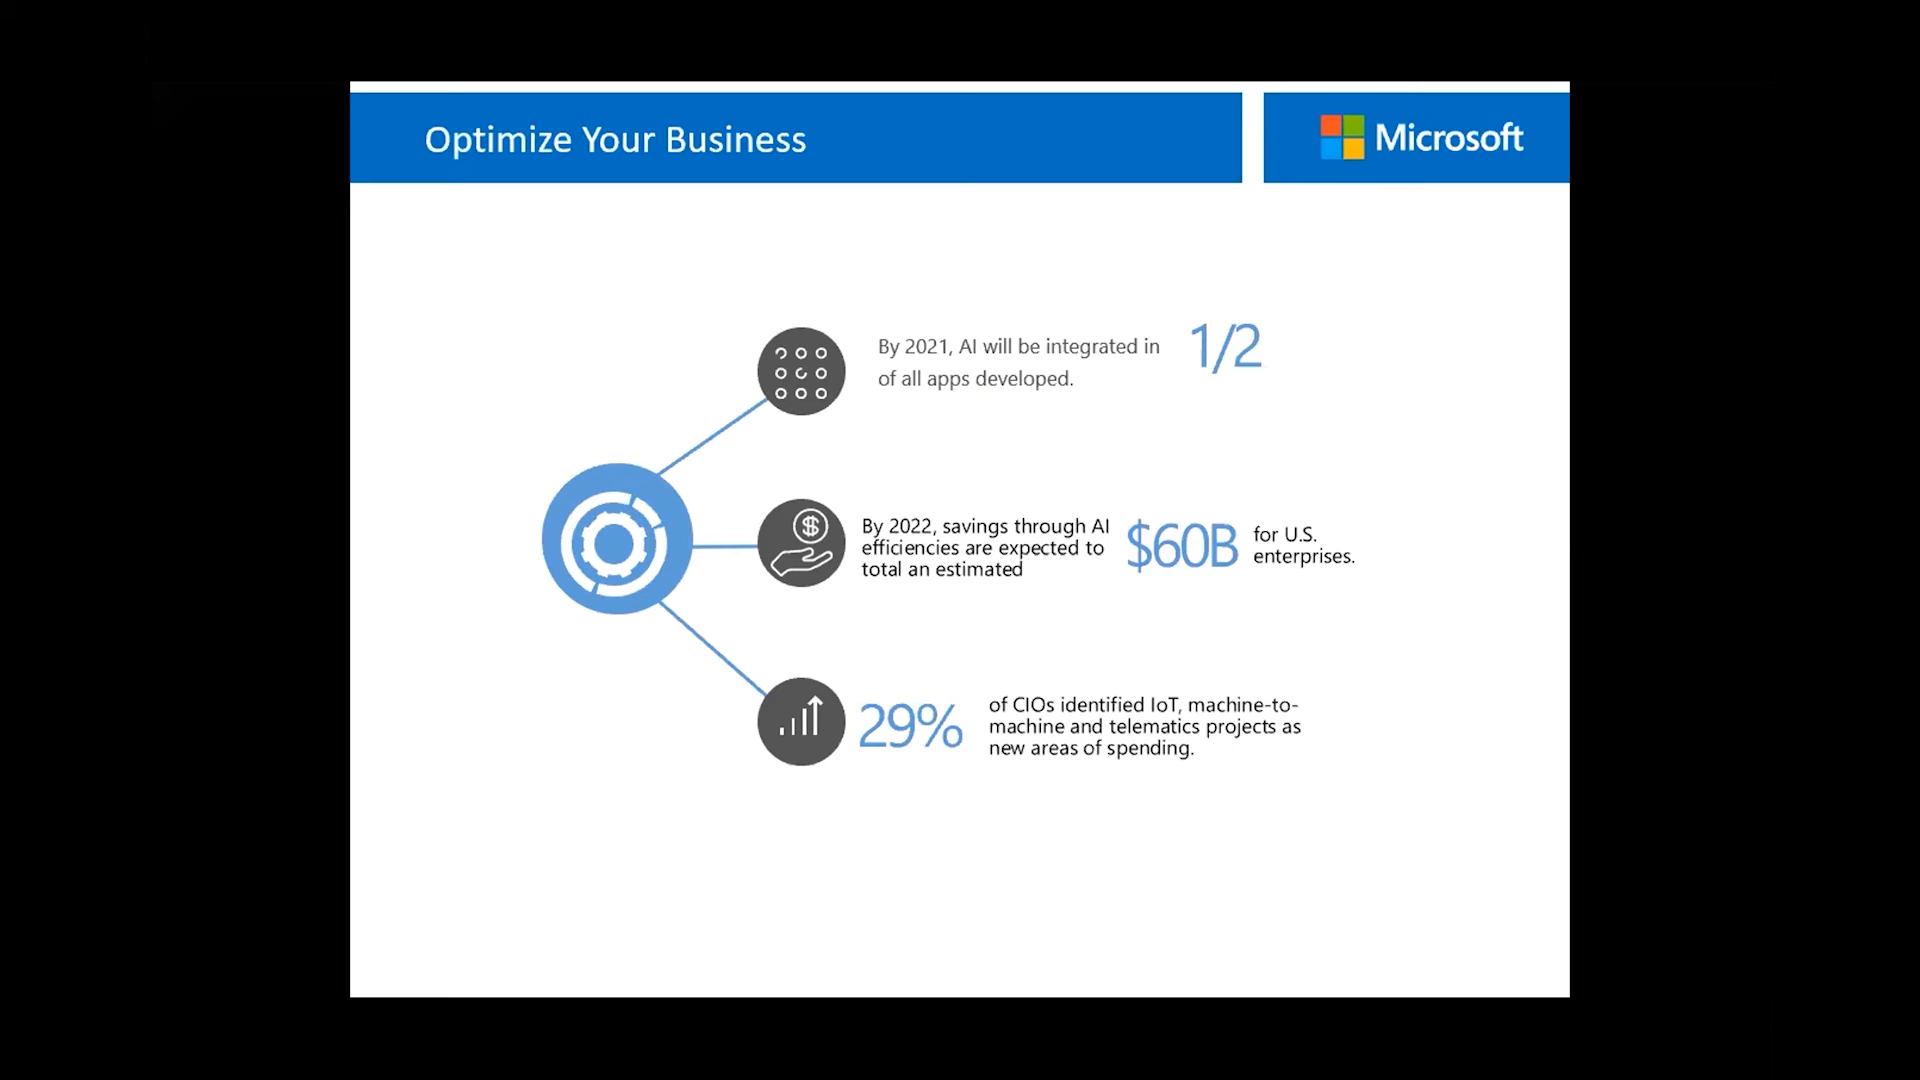 Optimize Your Business
Microsoft
By 2021, AI will be integrated in 1/2
of all apps developed.
By 2022, savings through AI
efficiencies are expected to
total an estimated
$60B
for U.S.
enterprises.
29%
of CIOs identified IoT, machine-to-
machine and telematics projects as
new areas of spending.